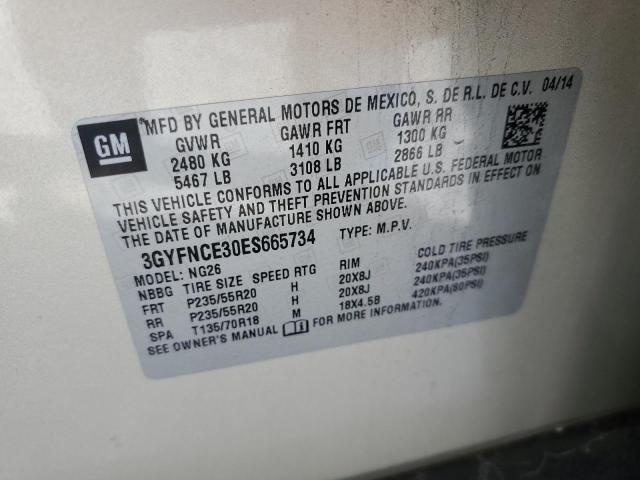 GM
*MFD BY GENERAL MOTORS DE MEXICO, S. DE R.L. DE C.V. 04/14
GVWR GAWR FRT GAWR RR
2480 KG 1410 KG 1300 KG
5467 LB 3108 LB 2866 LB
THIS VEHICLE CONFORMS TO ALL APPLICABLE U.S. FEDERAL MOTOR
VEHICLE SAFETY AND THEFT PREVENTION STANDARDS IN EFFECT ON
THE DATE OF MANUFACTURE SHOWN ABOVE.
3GYFNCE30ES665734 TYPE: M.P.V.
MODEL: NG26
NBBG TIRE SIZE SPEED RTG RIM COLD TIRE PRESSURE
FRT P235/55R20 H 20X8J 240KPA(35PSI)
RR P235/55R20 H 20X8J 240KPA(35PSI)
SPA T135/70R18 M 18X4.5B 420KPA(60PSI)
SEE OWNER'S MANUAL FOR MORE INFORMATION.